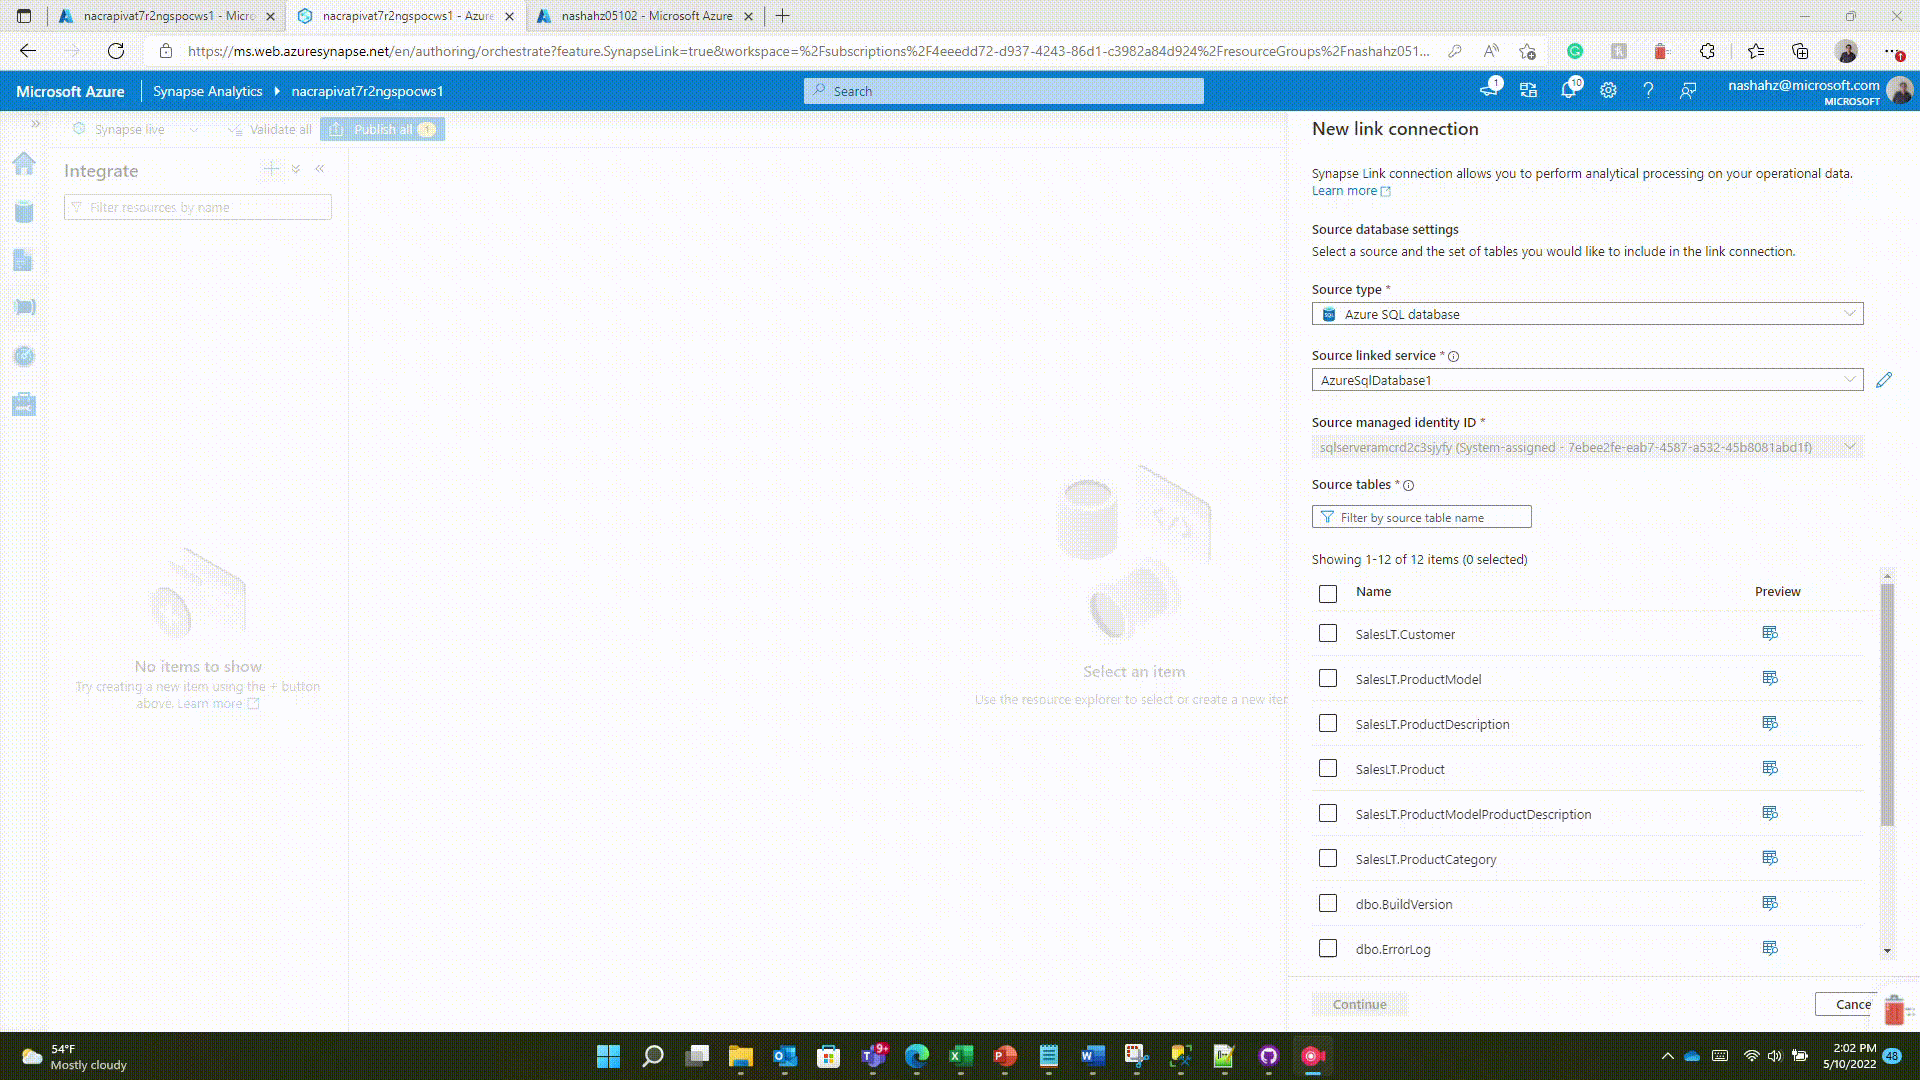 nacrapivat7r2ngspocws1 - Micro
nacrapivat7r2ngspocws1 - Azure
nashahz05102 - Microsoft Azure
https://ms.web.azuresynapse.net/en/authoring/orchestrate?feature.SynapseLink=true&workspace=%2Fsubscriptions%2F4eeedd72-d937-4243-86d1-c3982a84d924%2FresourceGroups%2Fnashahz051...
Microsoft Azure
Synapse Analytics
nacrapivat7r2ngspocws1
Search
1
10
nashahz@microsoft.com
MICROSOFT
Synapse live
Validate all
Publish all 1
Integrate
Filter resources by name
No items to show
Try creating a new item using the + button
above. Learn more
Select an item
Use the resource explorer to select or create a new iter
New link connection
Synapse Link connection allows you to perform analytical processing on your operational data.
Learn more
Source database settings
Select a source and the set of tables you would like to include in the link connection.
Source type *
Azure SQL database
Source linked service *
AzureSqlDatabase1
Source managed identity ID *
sqlserveramcrd2c3sjyfy (System-assigned - 7ebee2fe-eab7-4587-a532-45b8081abd1f)
Source tables *
Filter by source table name
Showing 1-12 of 12 items (0 selected)
Name Preview
SalesLT.Customer
SalesLT.ProductModel
SalesLT.ProductDescription
SalesLT.Product
SalesLT.ProductModelProductDescription
SalesLT.ProductCategory
dbo.BuildVersion
dbo.ErrorLog
Continue
Cance
54°F
Mostly cloudy
9+
2:02 PM
5/10/2022
48